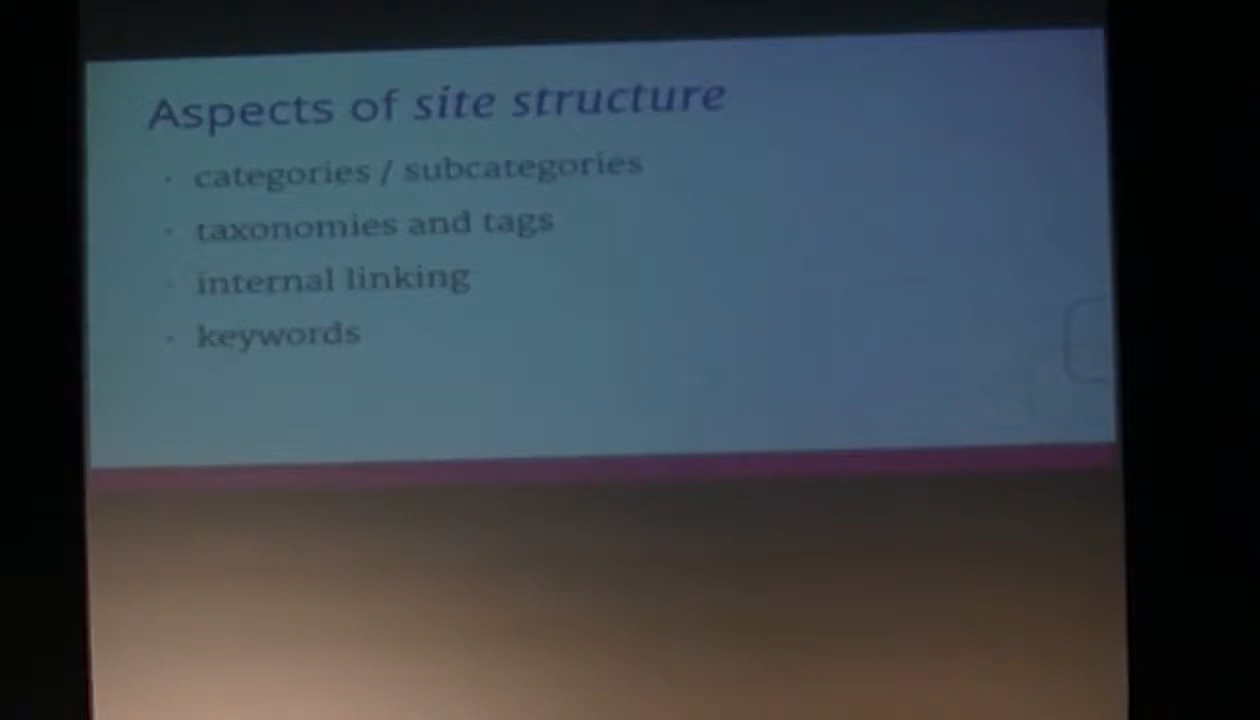 Aspects of site structure
· categories / subcategories
· taxonomies and tags
· internal linking
· keywords